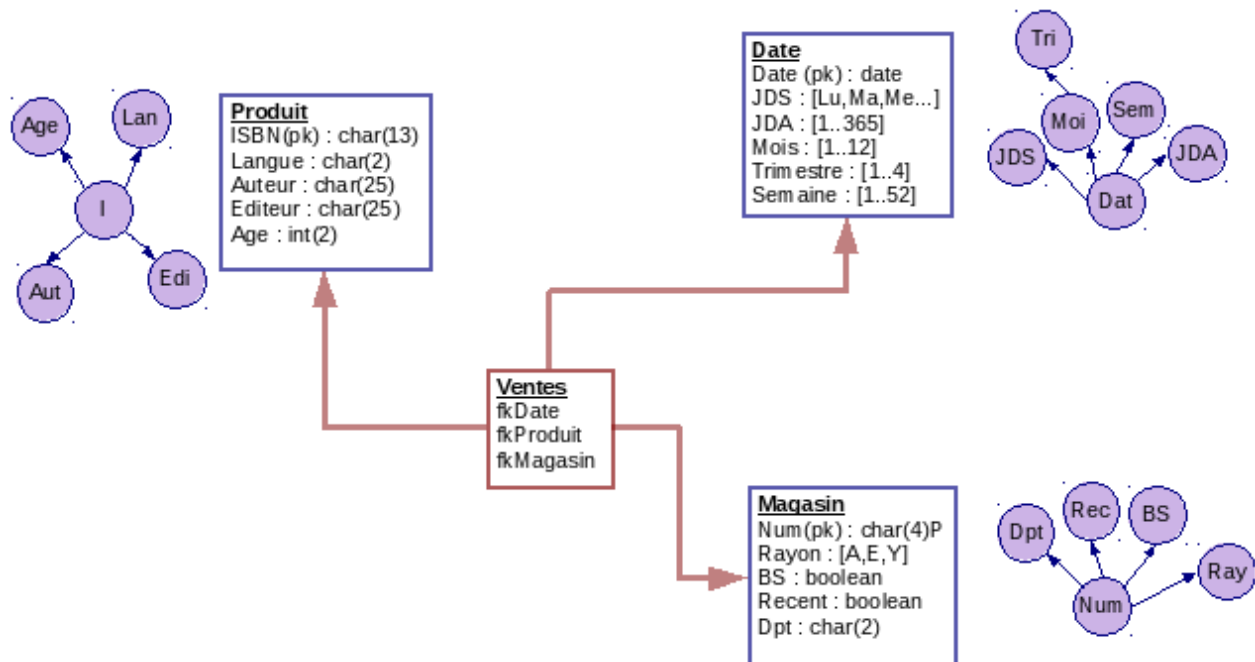 Age
Lan
I
Aut
Edi
Produit
ISBN(pk) : char(13)
Langue : char(2)
Auteur : char(25)
Editeur : char(25)
Age : int(2)
Date
Date (pk) : date
JDS : [Lu,Ma,Me...]
JDA : [1..365]
Mois : [1..12]
Trimestre : [1..4]
Semaine : [1..52]
Tri
Moi
Sem
JDS
JDA
Dat
Ventes
fkDate
fkProduit
fkMagasin
Magasin
Num(pk) : char(4)P
Rayon : [A,E,Y]
BS : boolean
Recent : boolean
Dpt : char(2)
Dpt
Rec
BS
Ray
Num